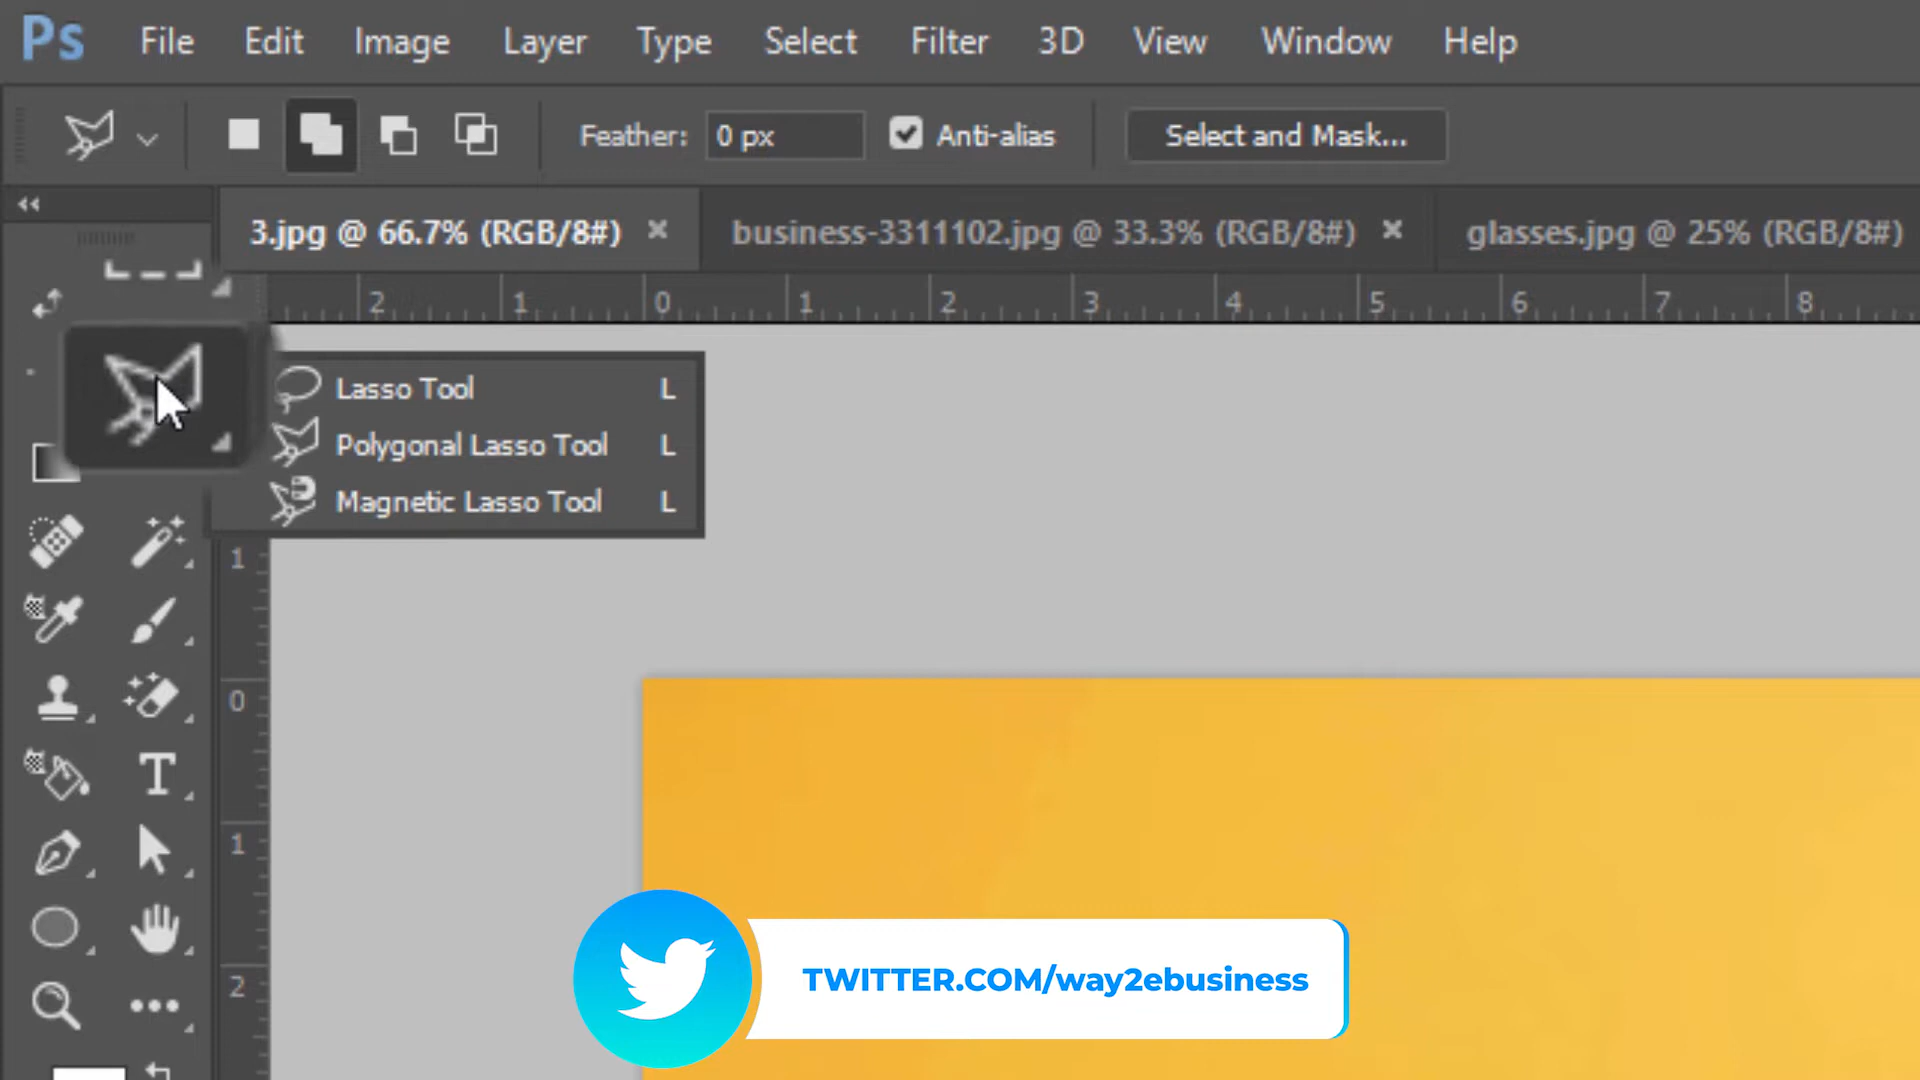 Ps File Edit Image Layer Type Select Filter 3D View Window Help
Feather: 0 px Anti-alias Select and Mask...
3.jpg @ 66.7% (RGB/8#) × business-3311102.jpg @ 33.3% (RGB/8#) × glasses.jpg @ 25% (RGB/8#)
2 1 0 1 2 3 4 5 6 7 8
Lasso Tool L
Polygonal Lasso Tool L
Magnetic Lasso Tool L
1
0
1
2
T
TWITTER.COM/way2ebusiness